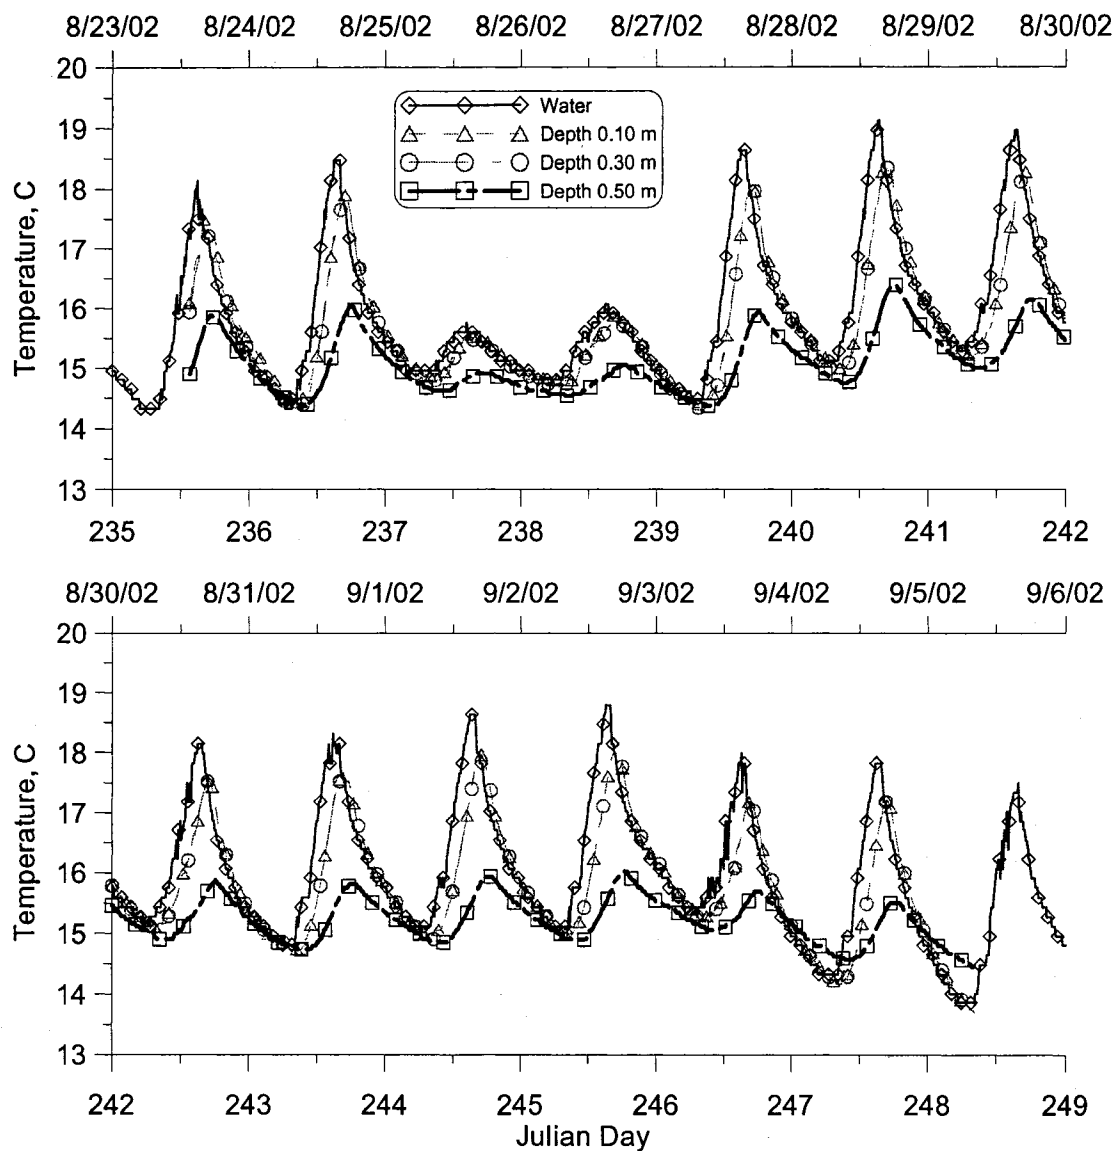 8/23/02 8/24/02 8/25/02 8/26/02 8/27/02 8/28/02 8/29/02 8/30/02
20
19
18
17
16
15
14
13
Temperature, C
Water
Depth 0.10 m
Depth 0.30 m
Depth 0.50 m
235 236 237 238 239 240 241 242
8/30/02 8/31/02 9/1/02 9/2/02 9/3/02 9/4/02 9/5/02 9/6/02
20
19
18
17
16
15
14
13
Temperature, C
242 243 244 245 246 247 248 249
Julian Day